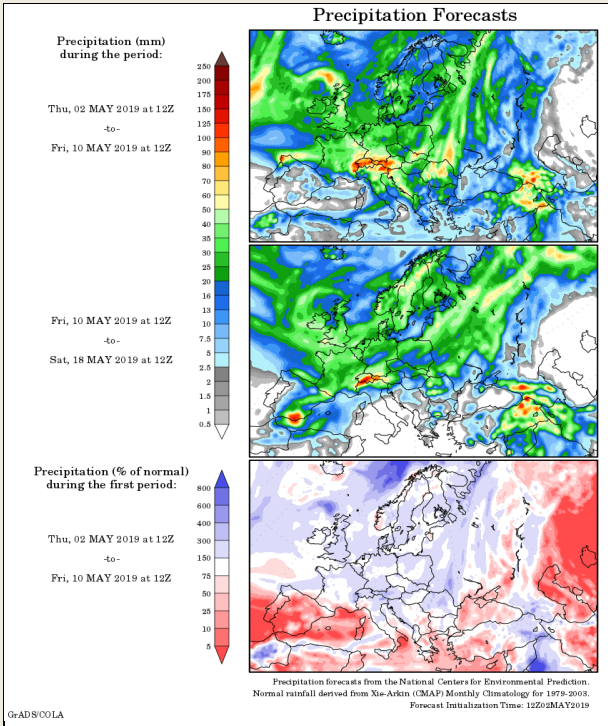 Precipitation Forecasts
Precipitation (mm)
during the period:
Thu, 02 MAY 2019 at 12Z
-to-
Fri, 10 MAY 2019 at 12Z
250
200
175
150
125
100
90
80
70
60
50
40
35
30
25
20
16
13
10
7.5
5
2.5
2
1.5
1
0.5
Fri, 10 MAY 2019 at 12Z
-to-
Sat, 18 MAY 2019 at 12Z
Precipitation (% of normal)
during the first period:
Thu, 02 MAY 2019 at 12Z
-to-
Fri, 10 MAY 2019 at 12Z
800
600
400
300
150
75
50
25
10
5
Precipitation forecasts from the National Centers for Environmental Prediction.
Normal rainfall derived from Xie-Arkin (CMAP) Monthly Climatology for 1979-2003.
Forecast Initialization Time: 12Z02MAY2019
GrADS/COLA